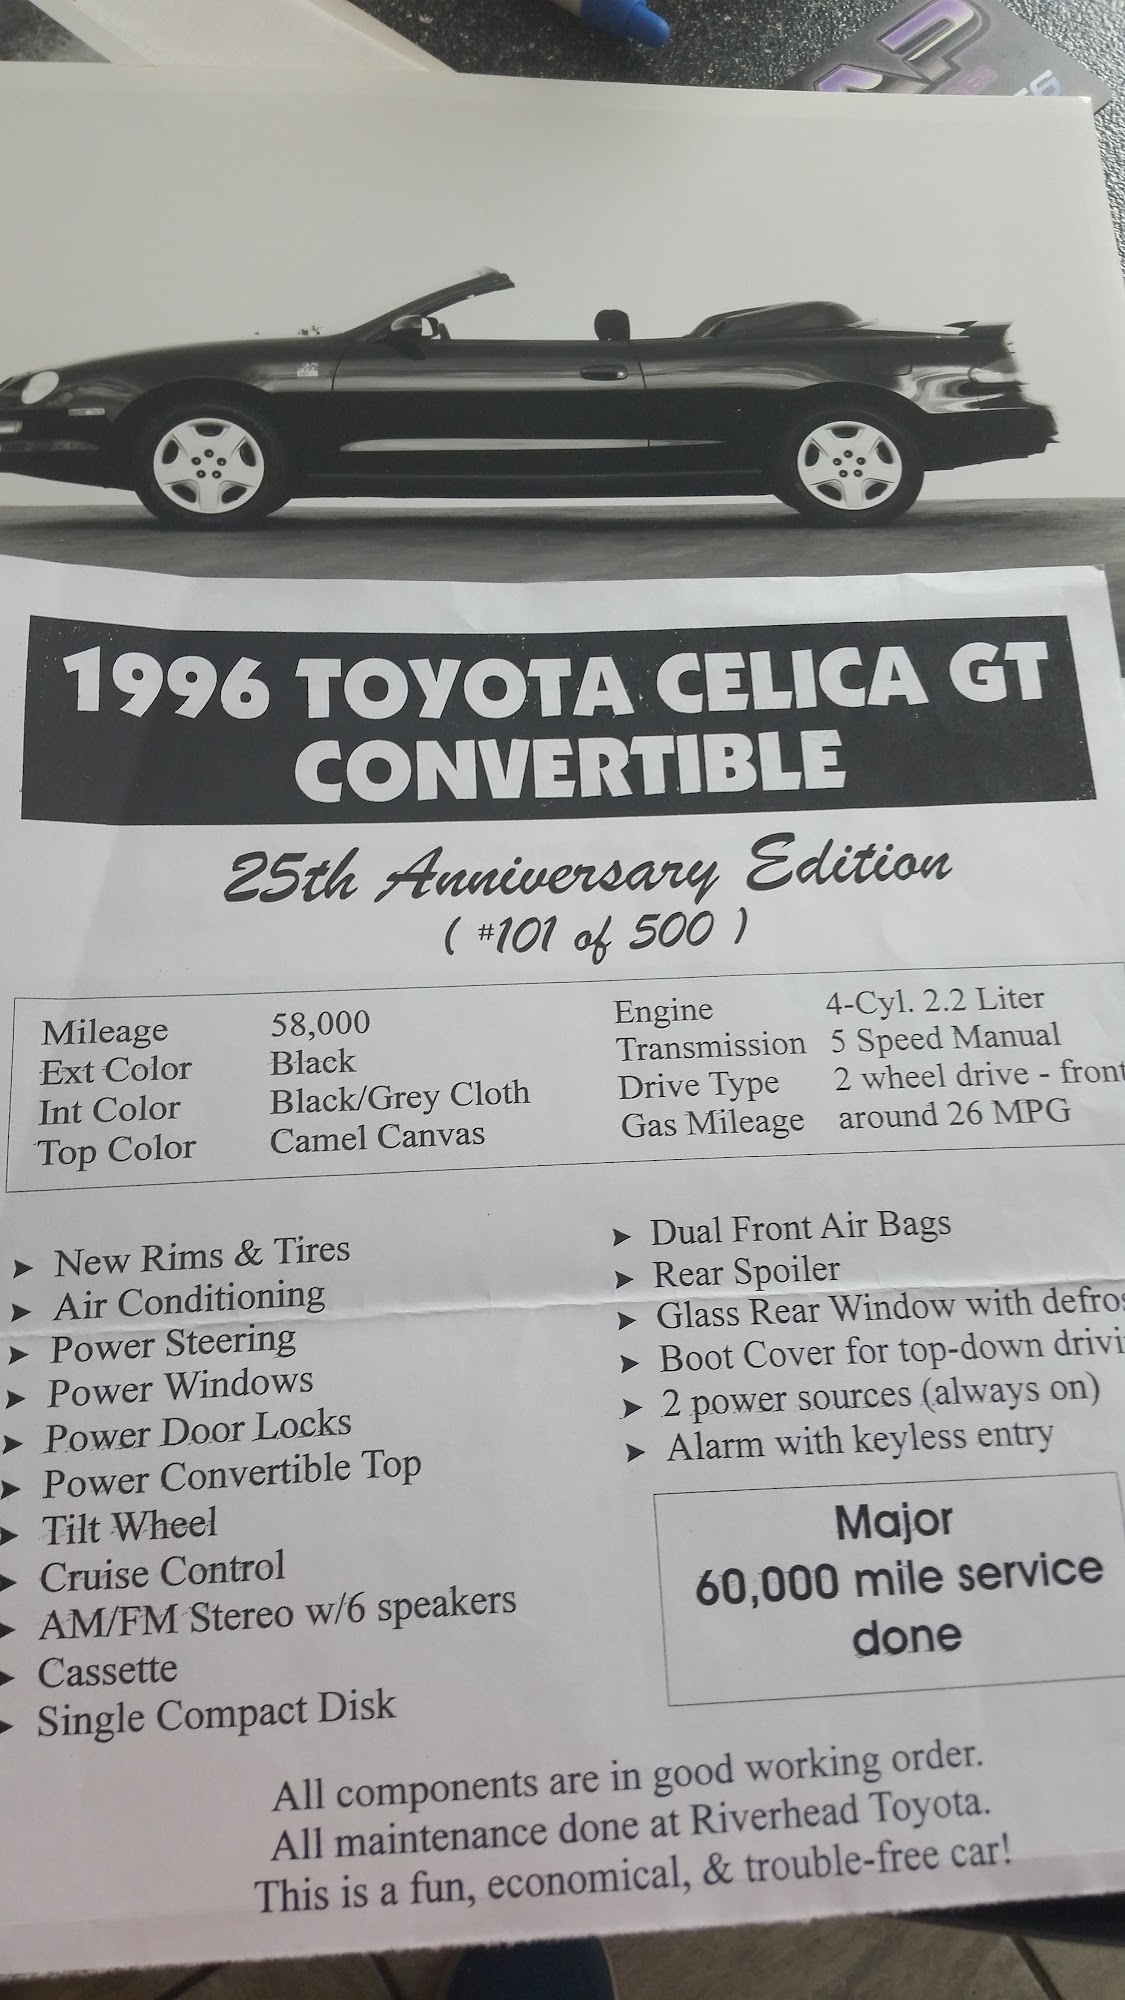 1996 TOYOTA CELICA GT
CONVERTIBLE
25th Anniversary Edition
( #101 of 500 )
Mileage 58,000
Ext Color Black
Int Color Black/Grey Cloth
Top Color Camel Canvas
Engine 4-Cyl. 2.2 Liter
Transmission 5 Speed Manual
Drive Type 2 wheel drive - front
Gas Mileage around 26 MPG
➤ New Rims & Tires
➤ Air Conditioning
➤ Power Steering
➤ Power Windows
➤ Power Door Locks
➤ Power Convertible Top
➤ Tilt Wheel
➤ Cruise Control
➤ AM/FM Stereo w/6 speakers
➤ Cassette
➤ Single Compact Disk
➤ Dual Front Air Bags
➤ Rear Spoiler
➤ Glass Rear Window with defros
➤ Boot Cover for top-down drivi
➤ 2 power sources (always on)
➤ Alarm with keyless entry
Major
60,000 mile service
done
All components are in good working order.
All maintenance done at Riverhead Toyota.
This is a fun, economical, & trouble-free car!